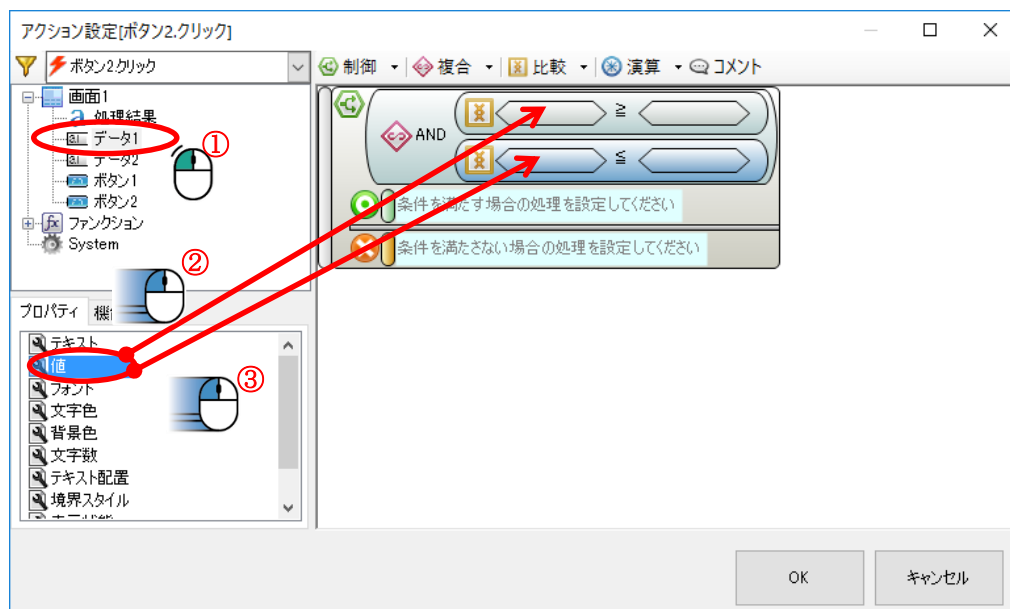 アクション設定[ボタン2.クリック]
ボタン2.クリック
制御 複合 比較 演算 コメント
画面1
処理結果
データ1
データ2
ボタン1
ボタン2
ファンクション
System
①
②
③
AND
≧
≦
条件を満たす場合の処理を設定してください
条件を満たさない場合の処理を設定してください
プロパティ
テキスト
値
フォント
文字色
背景色
文字数
テキスト配置
境界スタイル
OK キャンセル